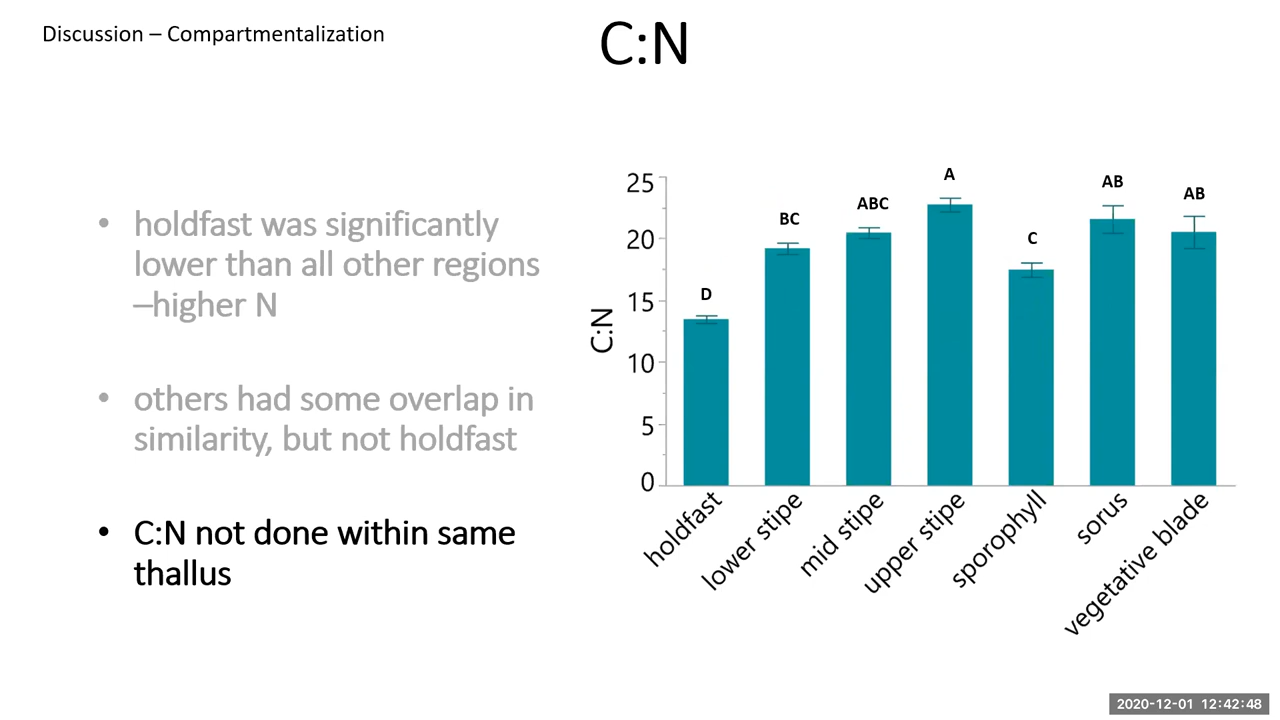 Discussion – Compartmentalization
C:N
• holdfast was significantly
lower than all other regions
–higher N
• others had some overlap in
similarity, but not holdfast
• C:N not done within same
thallus
C:N
25
20
15
10
5
0
D
BC
ABC
A
C
AB
AB
holdfast
lower stipe
mid stipe
upper stipe
sporophyll
sorus
vegetative blade
2020-12-01 12:42:48